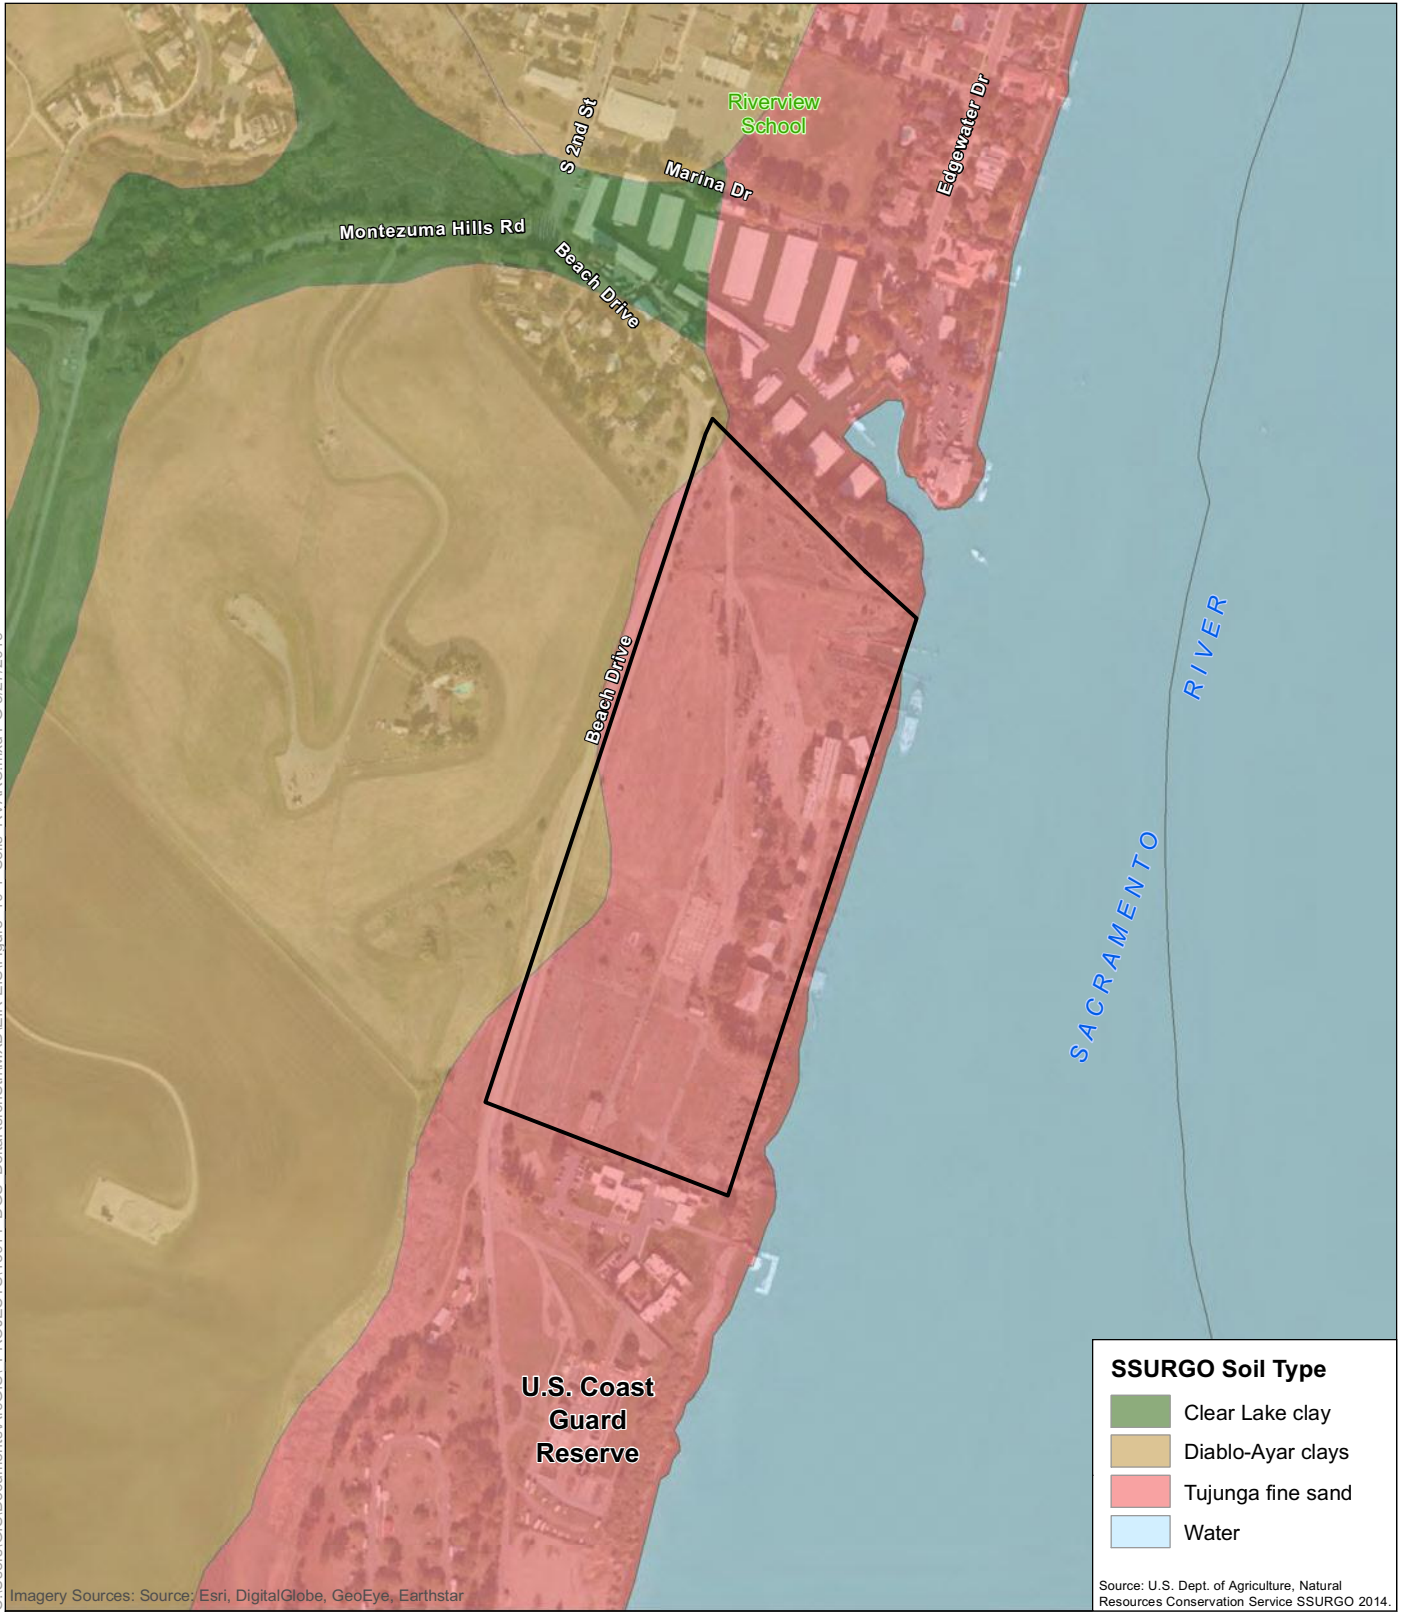 Riverview
School
S 2nd St
Marina Dr
Edgewater Dr
Montezuma Hills Rd
Beach Drive
Beach Drive
RIVER
SACRAMENTO
U.S. Coast
Guard
Reserve
SSURGO Soil Type
Clear Lake clay
Diablo-Ayar clays
Tujunga fine sand
Water
Source: U.S. Dept. of Agriculture, Natural
Resources Conservation Service SSURGO 2014.
Imagery Sources: Source: Esri, DigitalGlobe, GeoEye, Earthstar